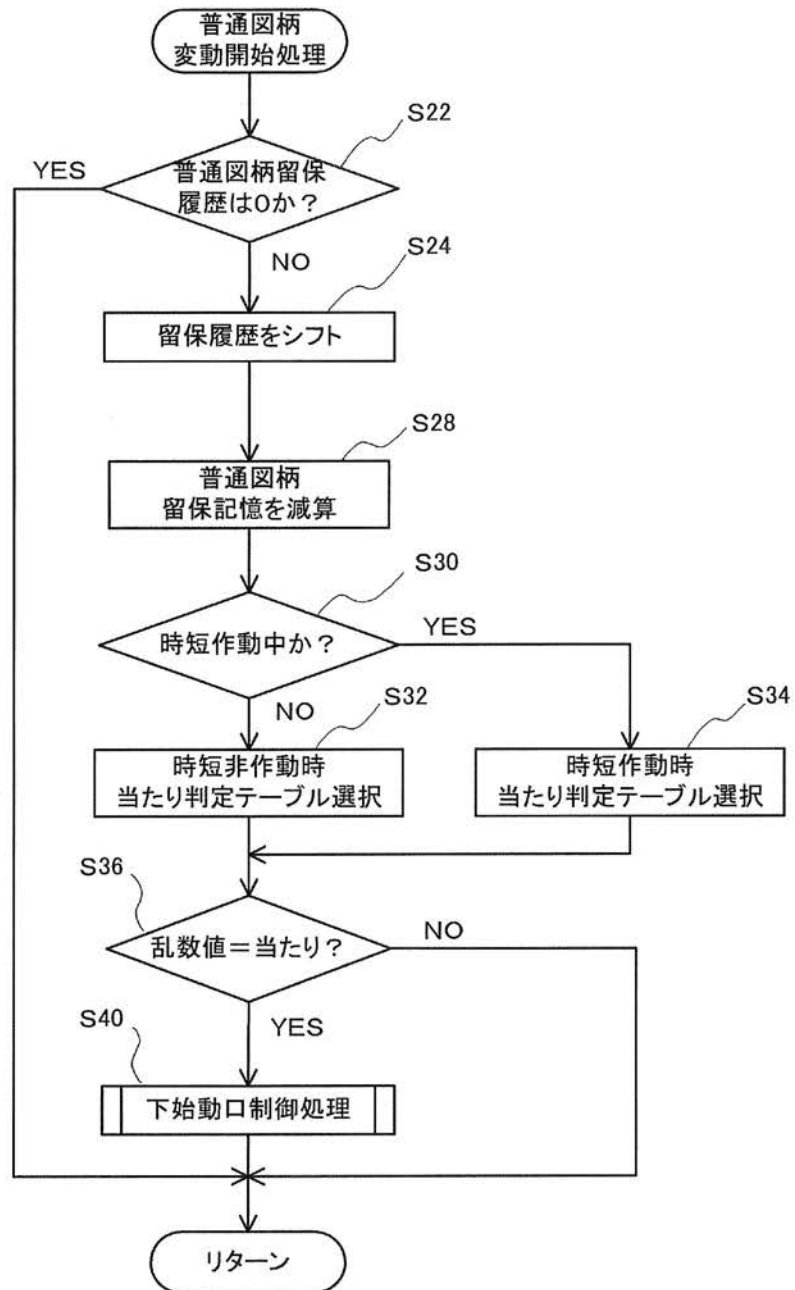 普通図柄
変動開始処理
S22
YES
普通図柄留保
履歴は0か？
NO
S24
留保履歴をシフト
S28
普通図柄
留保記憶を減算
S30
時短作動中か？
YES
NO
S32
S34
時短非作動時
当たり判定テーブル選択
時短作動時
当たり判定テーブル選択
S36
乱数値＝当たり？
NO
YES
S40
下始動口制御処理
リターン